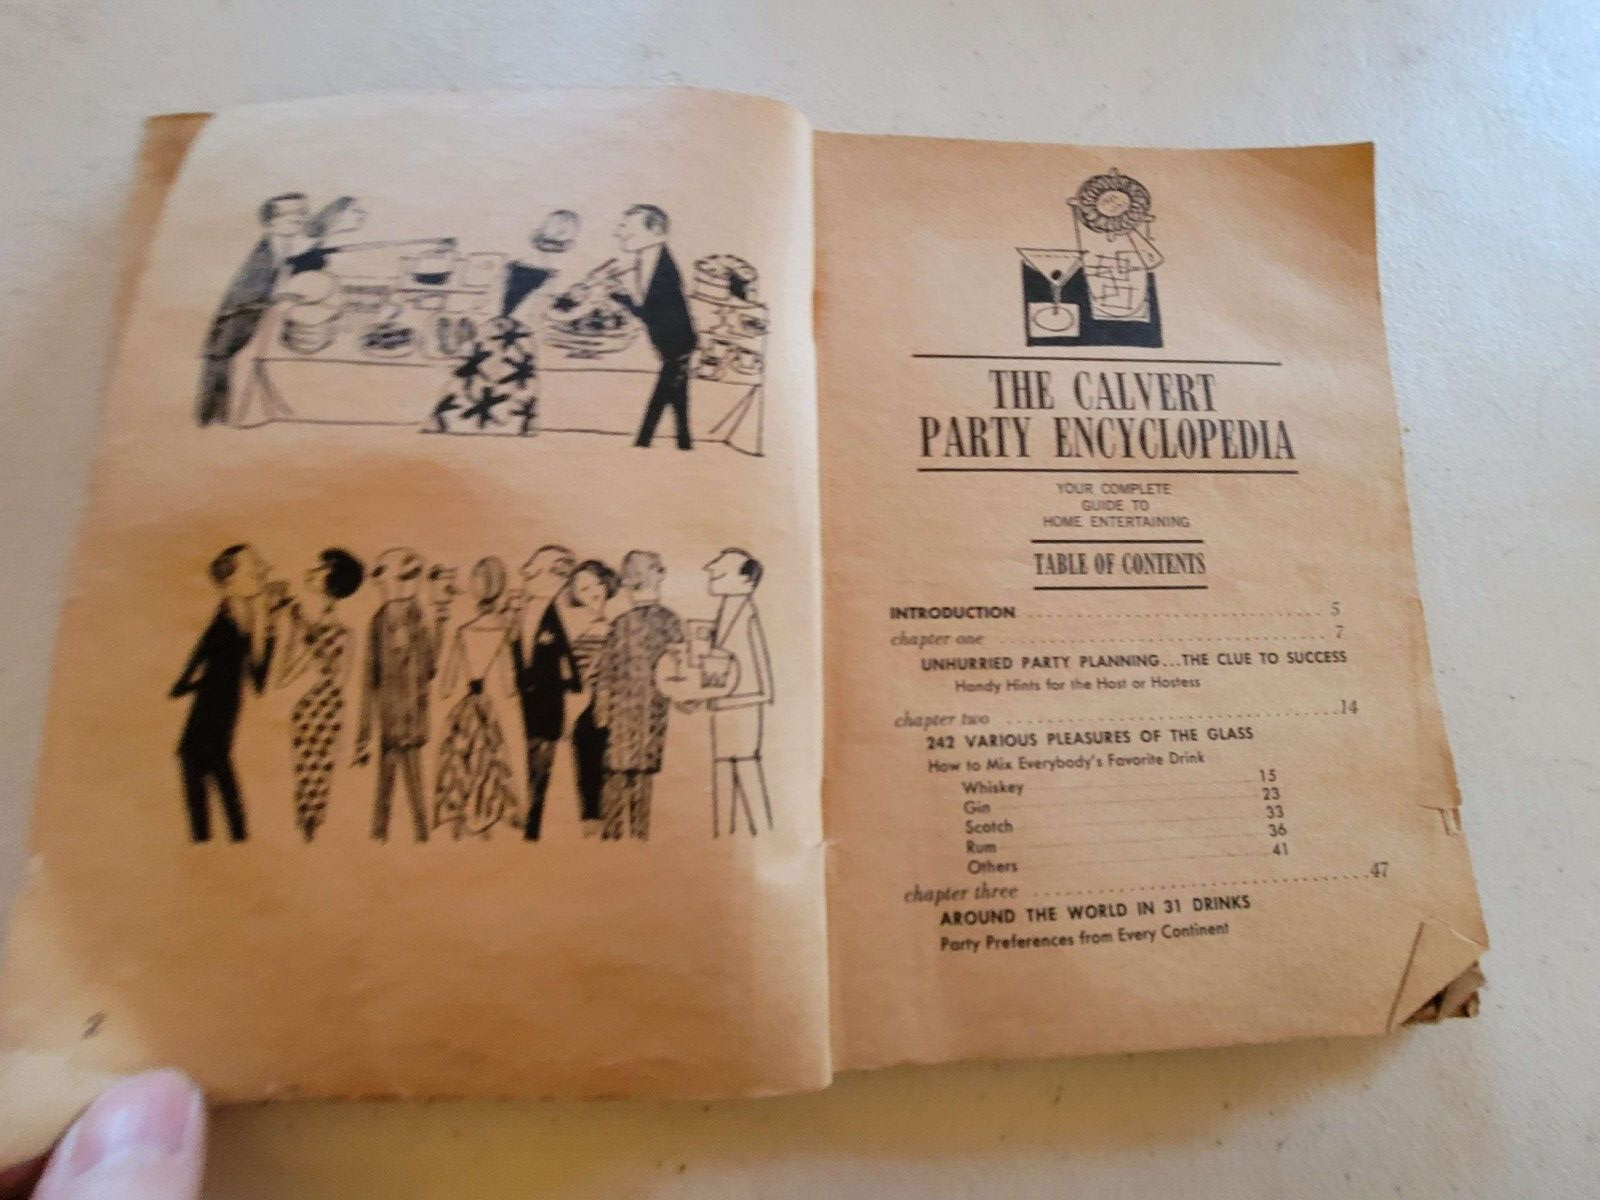 2
THE CALVERT
PARTY ENCYCLOPEDIA
YOUR COMPLETE
GUIDE TO
HOME ENTERTAINING
TABLE OF CONTENTS
INTRODUCTION . . . . . . . . . . . . . . . . . . . . . . . . . . . . . . 5
chapter one . . . . . . . . . . . . . . . . . . . . . . . . . . . . . . . . 7
UNHURRIED PARTY PLANNING...THE CLUE TO SUCCESS
Handy Hints for the Host or Hostess
chapter two . . . . . . . . . . . . . . . . . . . . . . . . . . . . . . . .14
242 VARIOUS PLEASURES OF THE GLASS
How to Mix Everybody's Favorite Drink
Whiskey 15
Gin 23
Scotch 33
Rum 36
Others 41
chapter three . . . . . . . . . . . . . . . . . . . . . . . . . . . . . . .47
AROUND THE WORLD IN 31 DRINKS
Party Preferences from Every Continent